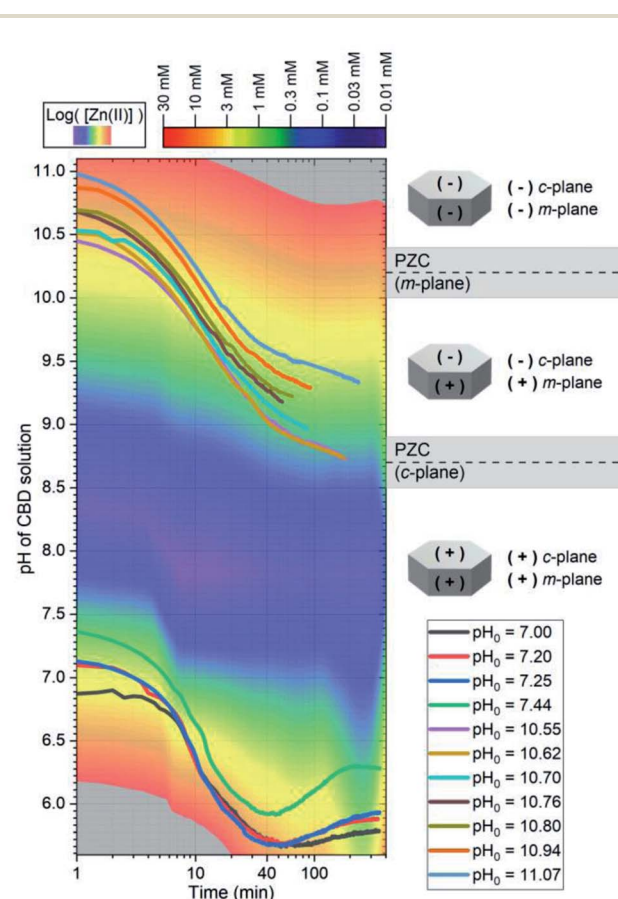 30 mM
10 mM
3 mM
1 mM
0.3 mM
0.1 mM
0.03 mM
0.01 mM
Log( [Zn(II)] )
11.0
10.5
10.0
9.5
9.0
8.5
8.0
7.5
7.0
6.5
6.0
pH of CBD solution
1
10
40
100
Time (min)
(-)
(-)
(-) c-plane
(-) m-plane
PZC
(m-plane)
(-)
(+)
(-) c-plane
(+) m-plane
PZC
(c-plane)
(+)
(+)
(+) c-plane
(+) m-plane
pH₀ = 7.00
pH₀ = 7.20
pH₀ = 7.25
pH₀ = 7.44
pH₀ = 10.55
pH₀ = 10.62
pH₀ = 10.70
pH₀ = 10.76
pH₀ = 10.80
pH₀ = 10.94
pH₀ = 11.07